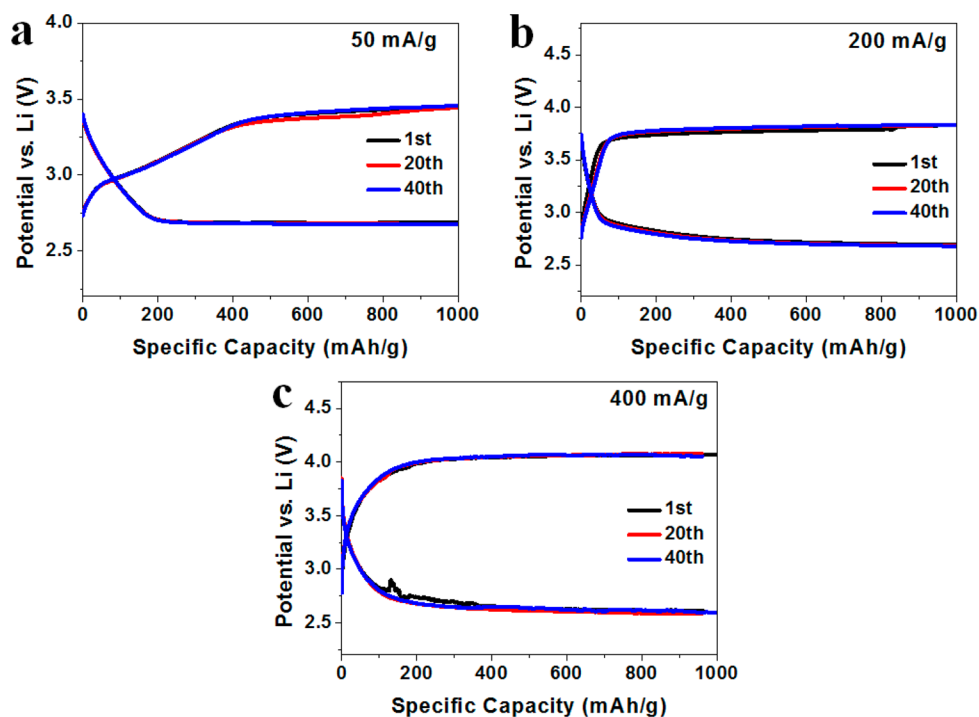 a
50 mA/g
4.0
3.5
3.0
2.5
Potential vs. Li (V)
1st
20th
40th
0 200 400 600 800 1000
Specific Capacity (mAh/g)
b
200 mA/g
4.5
4.0
3.5
3.0
2.5
Potential vs. Li (V)
1st
20th
40th
0 200 400 600 800 1000
Specific Capacity (mAh/g)
c
400 mA/g
4.5
4.0
3.5
3.0
2.5
Potential vs. Li (V)
1st
20th
40th
0 200 400 600 800 1000
Specific Capacity (mAh/g)